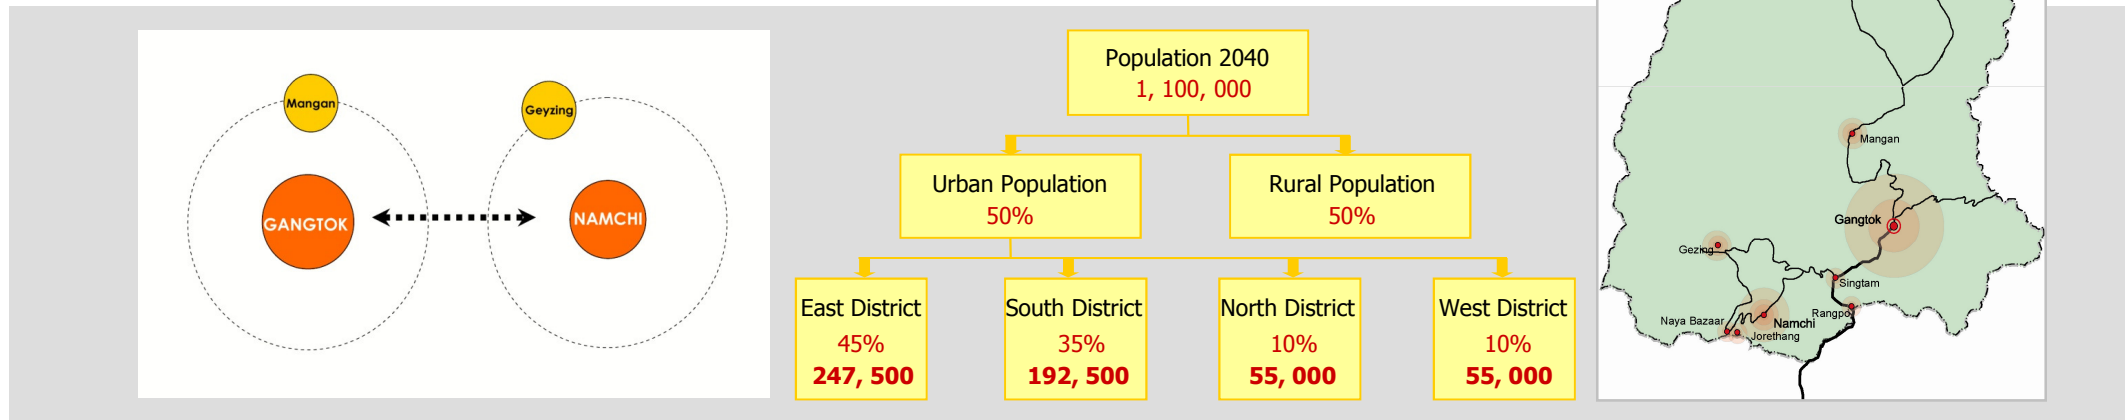 Mangan
Geyzing
GANGTOK
NAMCHI
Population 2040
1, 100, 000
Urban Population
50%
Rural Population
50%
East District
45%
247, 500
South District
35%
192, 500
North District
10%
55, 000
West District
10%
55, 000
Mangan
Gangtok
Gezing
Singtam
Rangpo
Naya Bazaar
Namchi
Jorethang